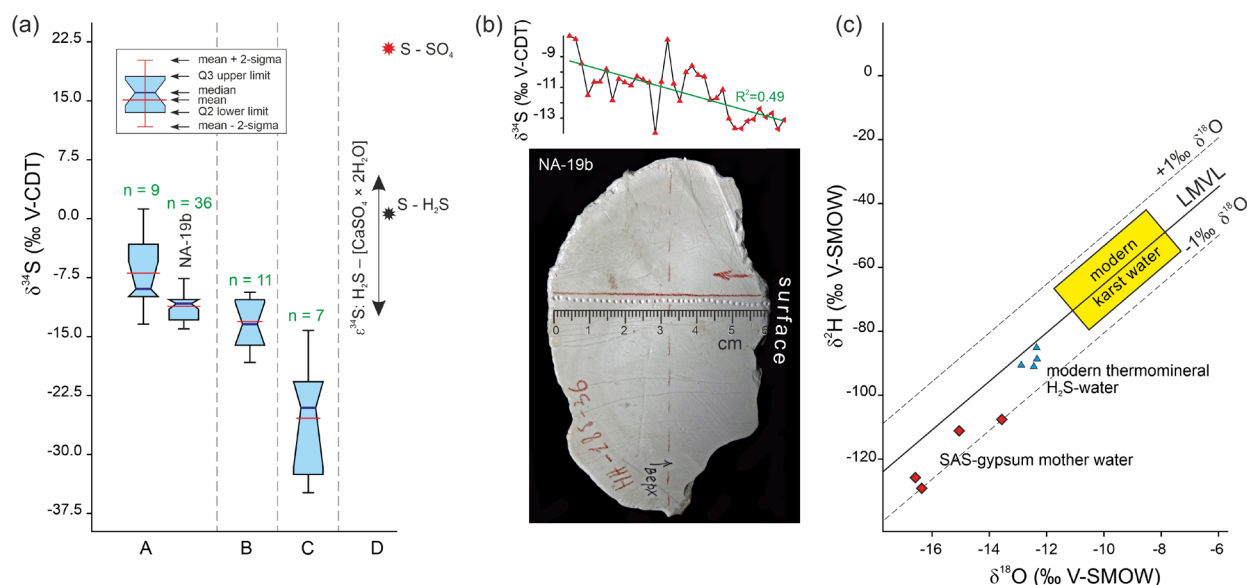 (a)
δ³⁴S (‰ V-CDT)
22.5
15.0
7.5
0.0
-7.5
-15.0
-22.5
-30.0
-37.5
mean + 2-sigma
Q3 upper limit
median
mean
Q2 lower limit
mean - 2-sigma
n = 9
n = 36
NA-19b
n = 11
n = 7
ε³⁴S: H₂S – [CaSO₄ × 2H₂O]
S - SO₄
S - H₂S
A
B
C
D
(b)
δ³⁴S (‰ V-CDT)
-9
-11
-13
R²=0.49
NA-19b
0 1 2 3 4 5 6
cm
surface
НА-285-36
верх
(c)
δ²H (‰ V-SMOW)
0
-20
-40
-60
-80
-100
-120
+1‰ δ¹⁸O
LMVL
-1‰ δ¹⁸O
modern
karst water
modern thermomineral
H₂S-water
SAS-gypsum mother water
-16
-14
-12
-10
-8
-6
δ¹⁸O (‰ V-SMOW)